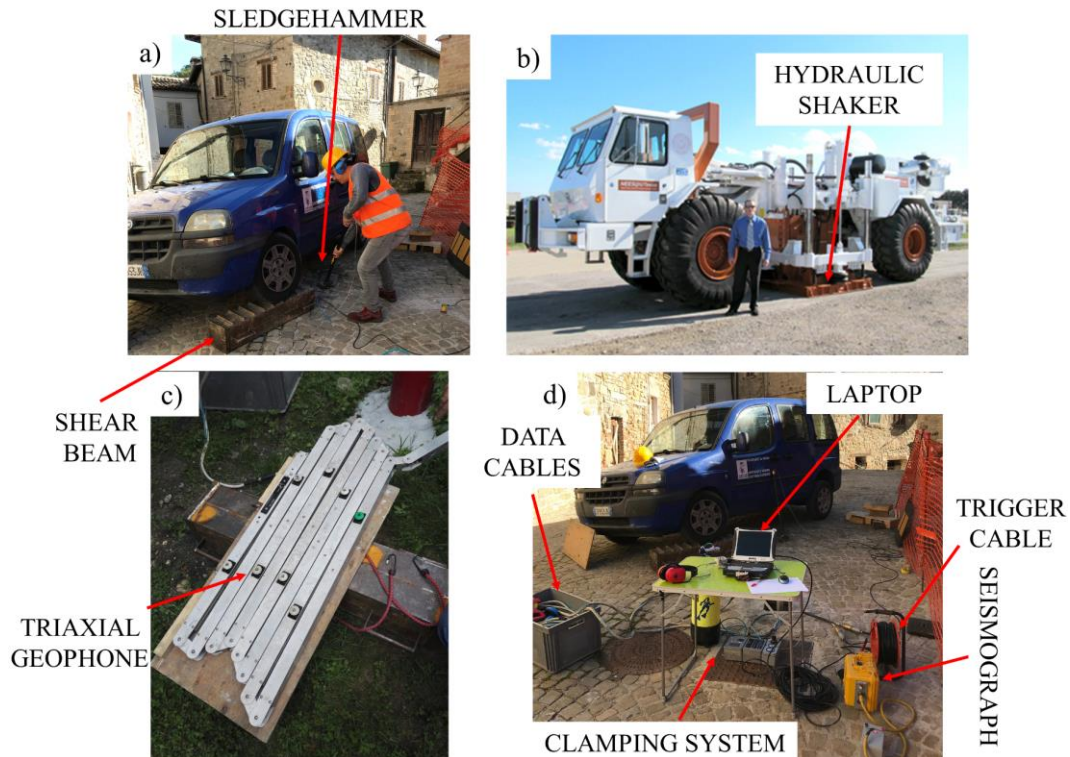 SLEDGEHAMMER
a)
SHEAR
BEAM
b)
HYDRAULIC
SHAKER
c)
TRIAXIAL
GEOPHONE
d)
DATA
CABLES
LAPTOP
TRIGGER
CABLE
SEISMOGRAPH
CLAMPING SYSTEM